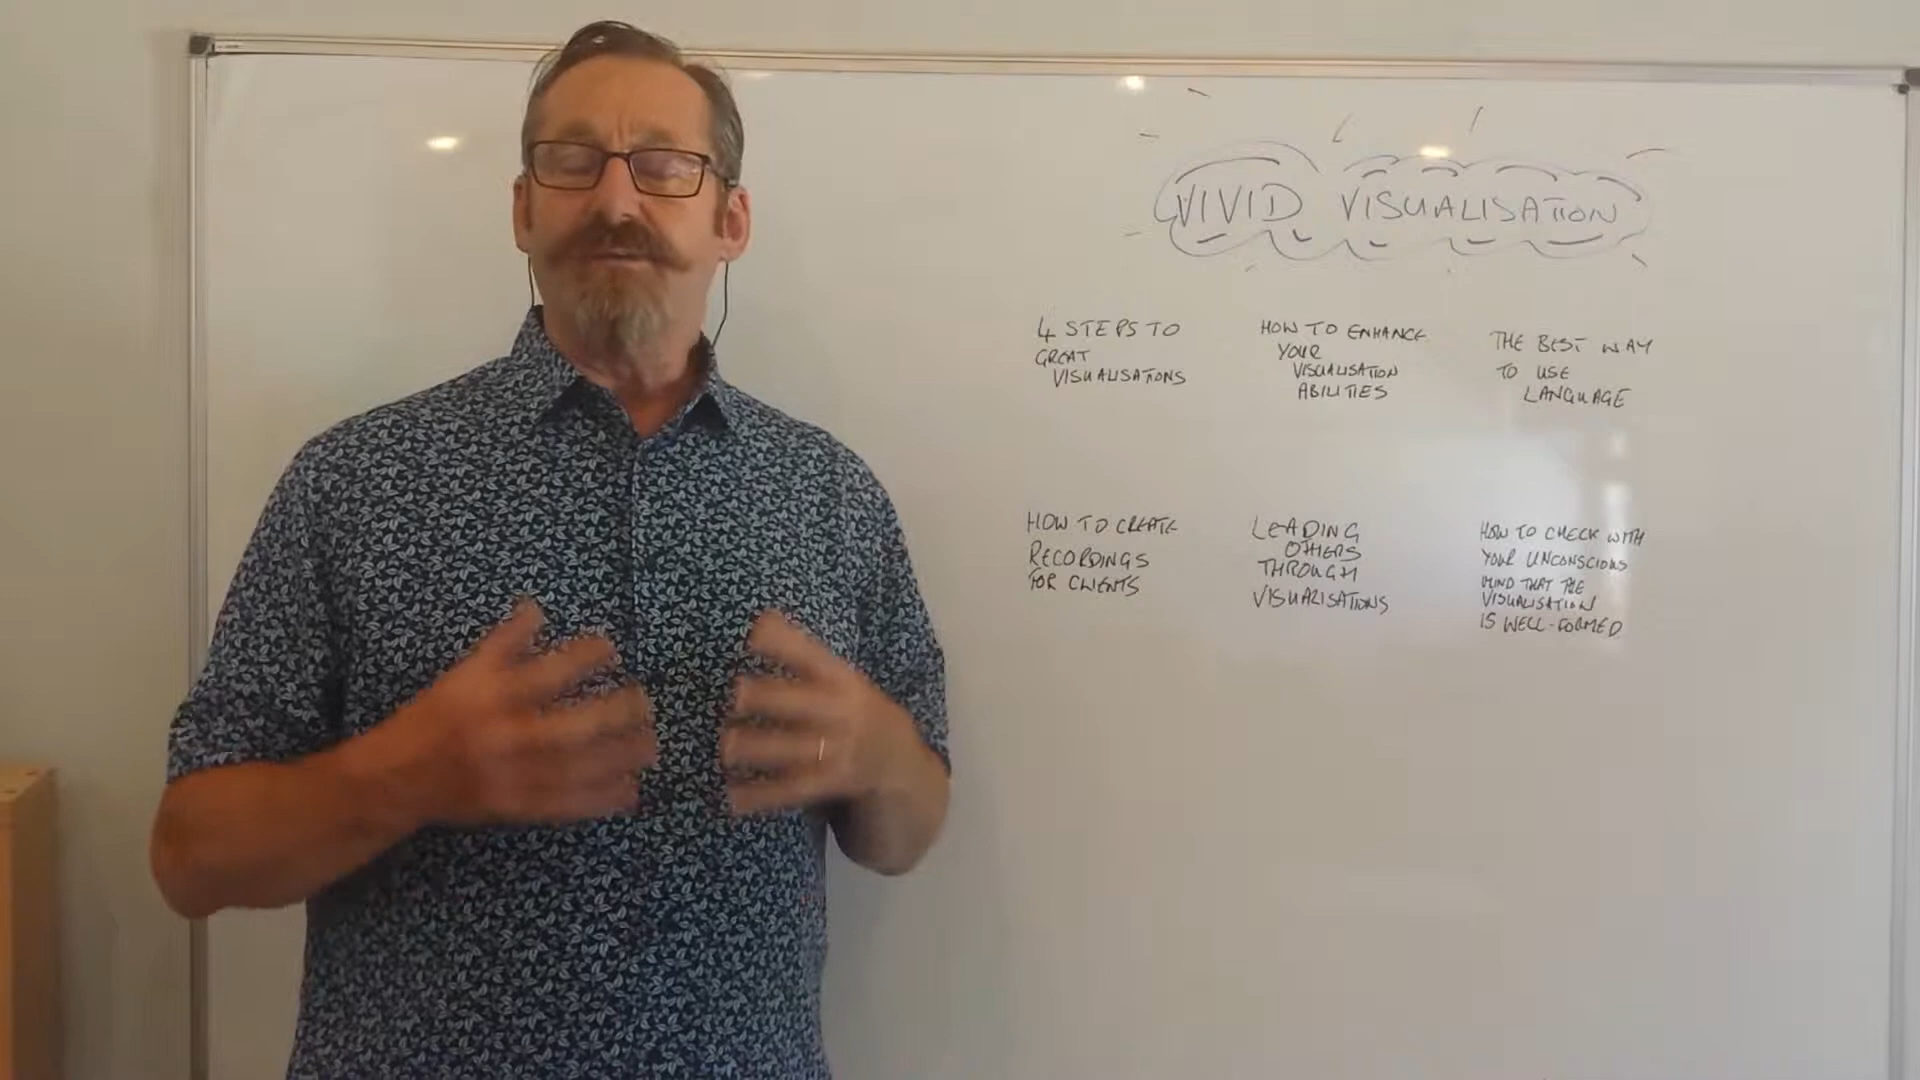 VIVID VISUALISATION
4 STEPS TO
GREAT
VISUALISATIONS
HOW TO ENHANCE
YOUR
VISUALISATION
ABILITIES
THE BEST WAY
TO USE
LANGUAGE
HOW TO CREATE
RECORDINGS
FOR CLIENTS
LEADING
OTHERS
THROUGH
VISUALISATIONS
HOW TO CHECK WITH
YOUR UNCONSCIOUS
MIND THAT THE
VISUALISATION
IS WELL-FORMED